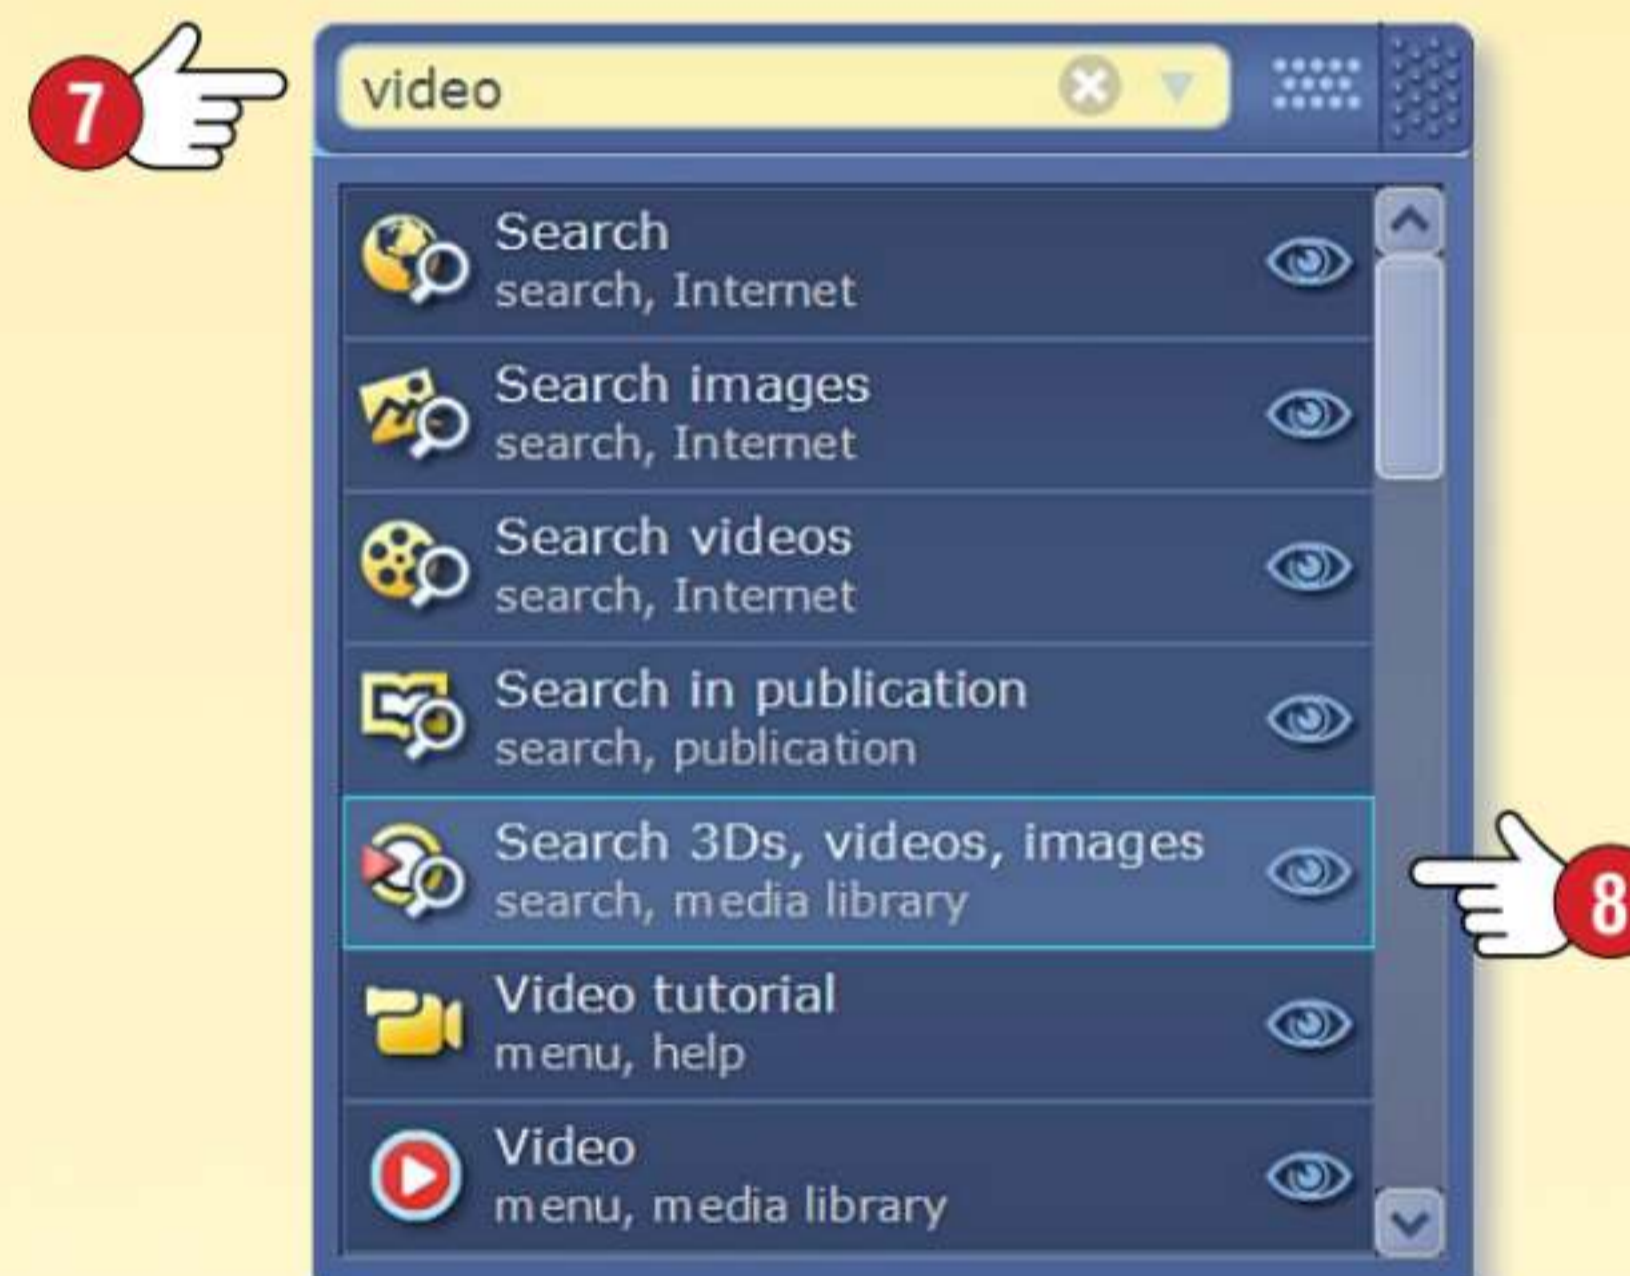 7
video
Search
search, Internet
Search images
search, Internet
Search videos
search, Internet
Search in publication
search, publication
Search 3Ds, videos, images
search, media library
8
Video tutorial
menu, help
Video
menu, media library